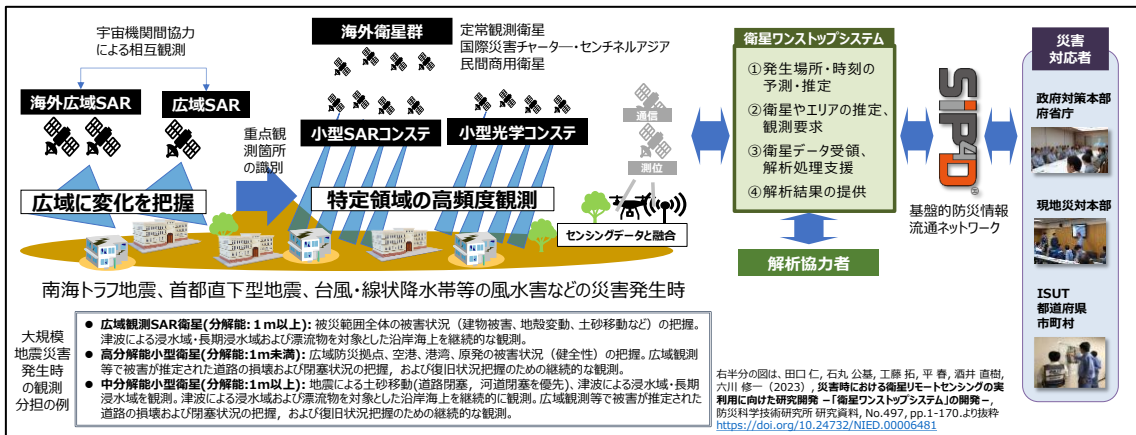 宇宙機関間協力
による相互観測
海外衛星群
定常観測衛星
国際災害チャーター・センチネルアジア
民間商用衛星
海外広域SAR
広域SAR
重点観
測箇所
の識別
小型SARコンステ
小型光学コンステ
通信
測位
広域に変化を把握
特定領域の高頻度観測
センシングデータと融合
南海トラフ地震、首都直下型地震、台風・線状降水帯等の風水害などの災害発生時
衛星ワンストップシステム
①発生場所・時刻の
予測・推定
②衛星やエリアの推定、
観測要求
③衛星データ受領、
解析処理支援
④解析結果の提供
解析協力者
SIP4D®
基盤的防災情報
流通ネットワーク
災害
対応者
政府対策本部
府省庁
現地災対本部
ISUT
都道府県
市町村
大規模
地震災害
発生時
の観測
分担の例
● 広域観測SAR衛星(分解能:1m以上): 被災範囲全体の被害状況（建物被害、地殻変動、土砂移動など）の把握。
津波による浸水域・長期浸水域および漂流物を対象とした沿岸海上を継続的な観測。
● 高分解能小型衛星(分解能:1m未満): 広域防災拠点、空港、港湾、原発の被害状況（健全性）の把握。広域観測
等で被害が推定された道路の損壊および閉塞状況の把握、および復旧状況把握のための継続的な観測。
● 中分解能小型衛星(分解能:1m以上): 地震による土砂移動(道路閉塞，河道閉塞を優先)、津波による浸水域・長期
浸水域を観測。津波による浸水域および漂流物を対象とした沿岸海上を継続的に観測。広域観測等で被害が推定された
道路の損壊および閉塞状況の把握，および復旧状況把握のための継続的な観測。
右半分の図は、田口 仁, 石丸 公基, 工藤 拓, 平 春, 酒井 直樹,
六川 修一（2023）, 災害時における衛星リモートセンシングの実
利用に向けた研究開発 －「衛星ワンストップシステム」の開発－,
防災科学技術研究所 研究資料, No.497, pp.1-170.より抜粋
https://doi.org/10.24732/NIED.00006481